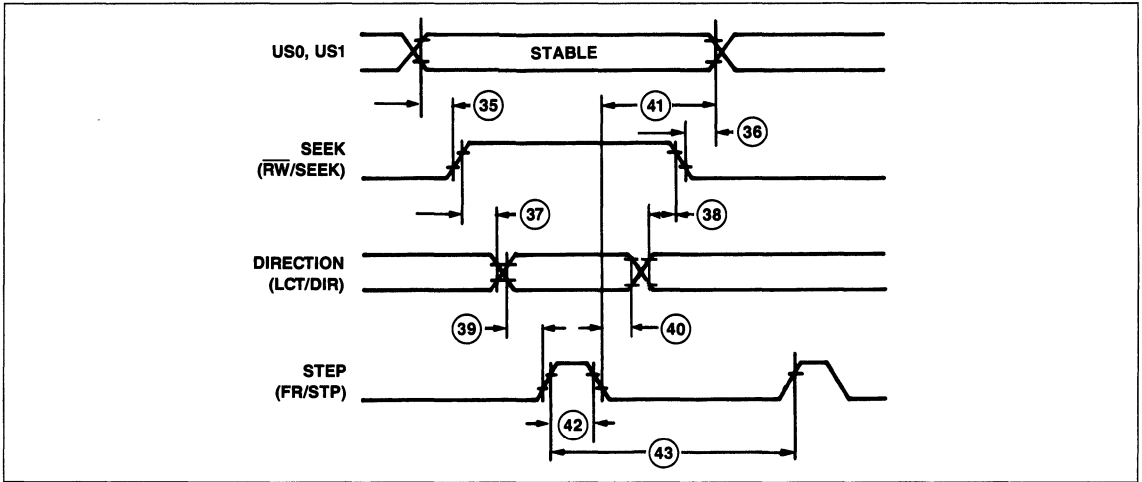 US0, US1
STABLE
35
41
36
SEEK
(R̅W̅/SEEK)
37
38
DIRECTION
(LCT/DIR)
39
40
STEP
(FR/STP)
42
43